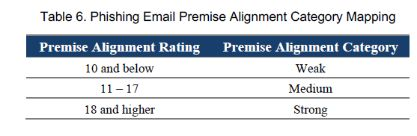 Table 6. Phishing Email Premise Alignment Category Mapping
Premise Alignment Rating Premise Alignment Category
10 and below Weak
11 – 17 Medium
18 and higher Strong